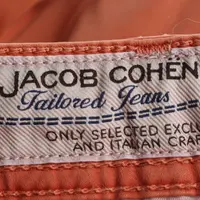 JACOB COHËN
Tailored Jeans
ONLY SELECTED EXCL
AND ITALIAN CRAF